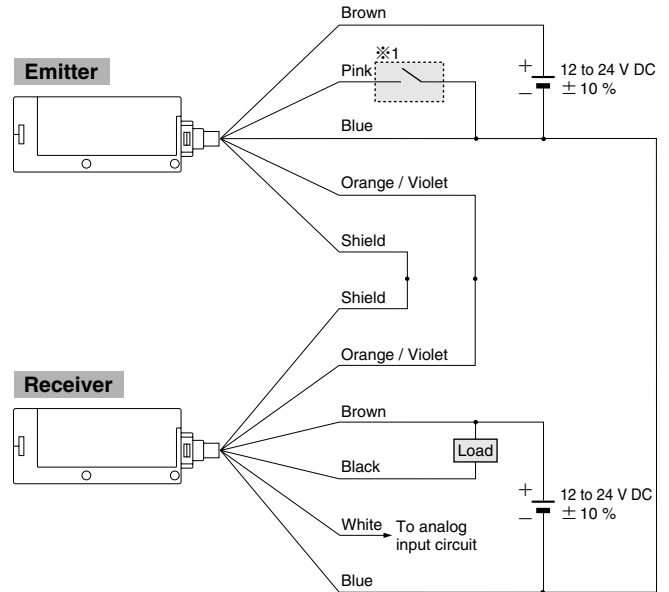 Brown
※1
Emitter
Pink
+
12 to 24 V DC
−
± 10 %
Blue
Orange / Violet
Shield
Shield
Orange / Violet
Receiver
Brown
Load
Black
+
12 to 24 V DC
−
± 10 %
White
To analog
input circuit
Blue